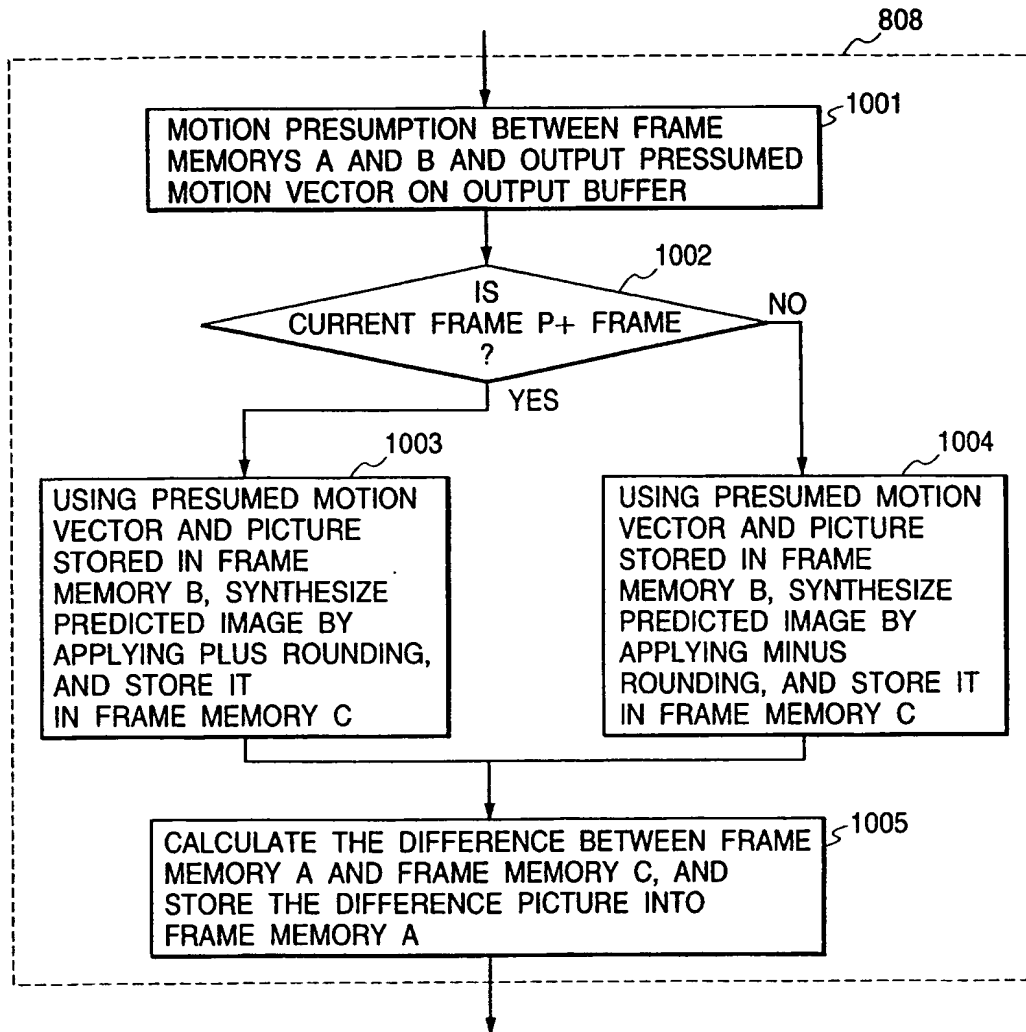 808
1001
MOTION PRESUMPTION BETWEEN FRAME
MEMORYS A AND B AND OUTPUT PRESSUMED
MOTION VECTOR ON OUTPUT BUFFER
1002
IS
CURRENT FRAME P+ FRAME
?
NO
YES
1003
USING PRESUMED MOTION
VECTOR AND PICTURE
STORED IN FRAME
MEMORY B, SYNTHESIZE
PREDICTED IMAGE BY
APPLYING PLUS ROUNDING,
AND STORE IT
IN FRAME MEMORY C
1004
USING PRESUMED MOTION
VECTOR AND PICTURE
STORED IN FRAME
MEMORY B, SYNTHESIZE
PREDICTED IMAGE BY
APPLYING MINUS
ROUNDING, AND STORE IT
IN FRAME MEMORY C
1005
CALCULATE THE DIFFERENCE BETWEEN FRAME
MEMORY A AND FRAME MEMORY C, AND
STORE THE DIFFERENCE PICTURE INTO
FRAME MEMORY A